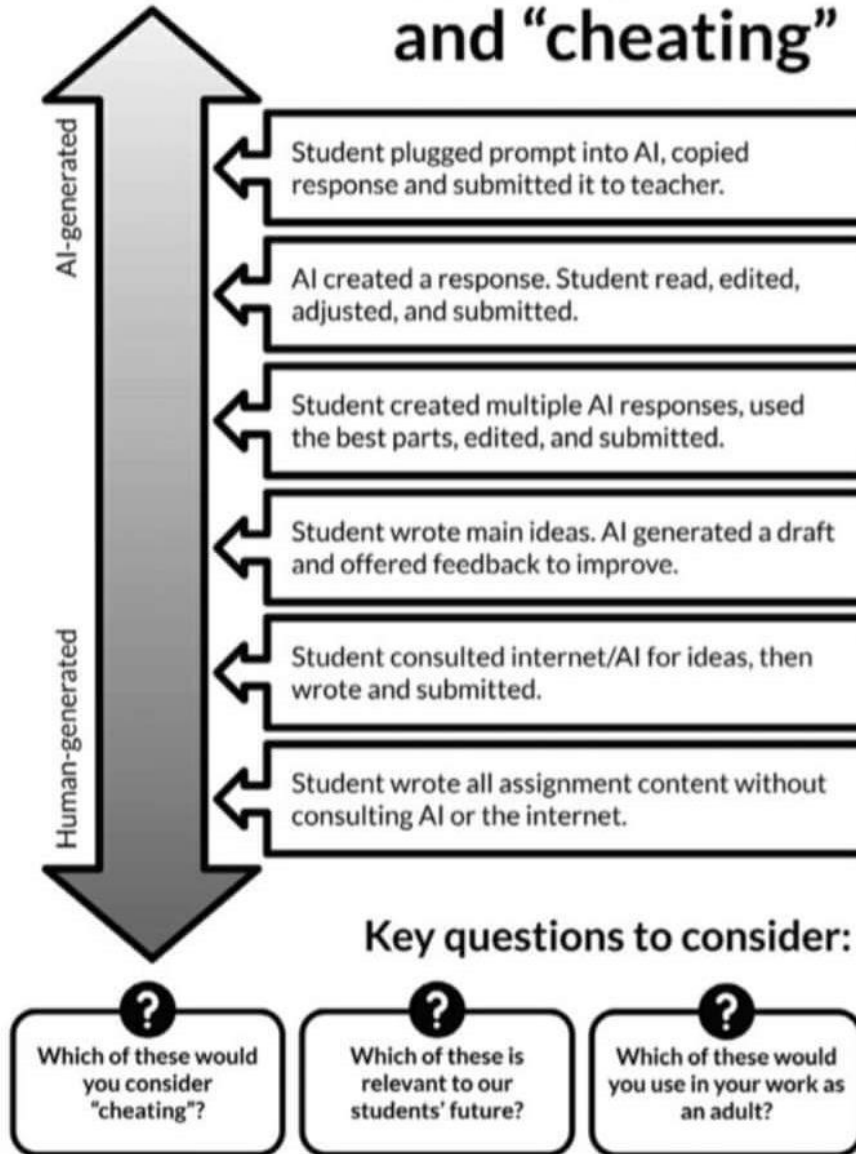 and “cheating”
AI-generated
Student plugged prompt into AI, copied
response and submitted it to teacher.
AI created a response. Student read, edited,
adjusted, and submitted.
Student created multiple AI responses, used
the best parts, edited, and submitted.
Student wrote main ideas. AI generated a draft
and offered feedback to improve.
Human-generated
Student consulted internet/AI for ideas, then
wrote and submitted.
Student wrote all assignment content without
consulting AI or the internet.
Key questions to consider:
?
Which of these would
you consider
"cheating"?
?
Which of these is
relevant to our
students' future?
?
Which of these would
you use in your work as
an adult?